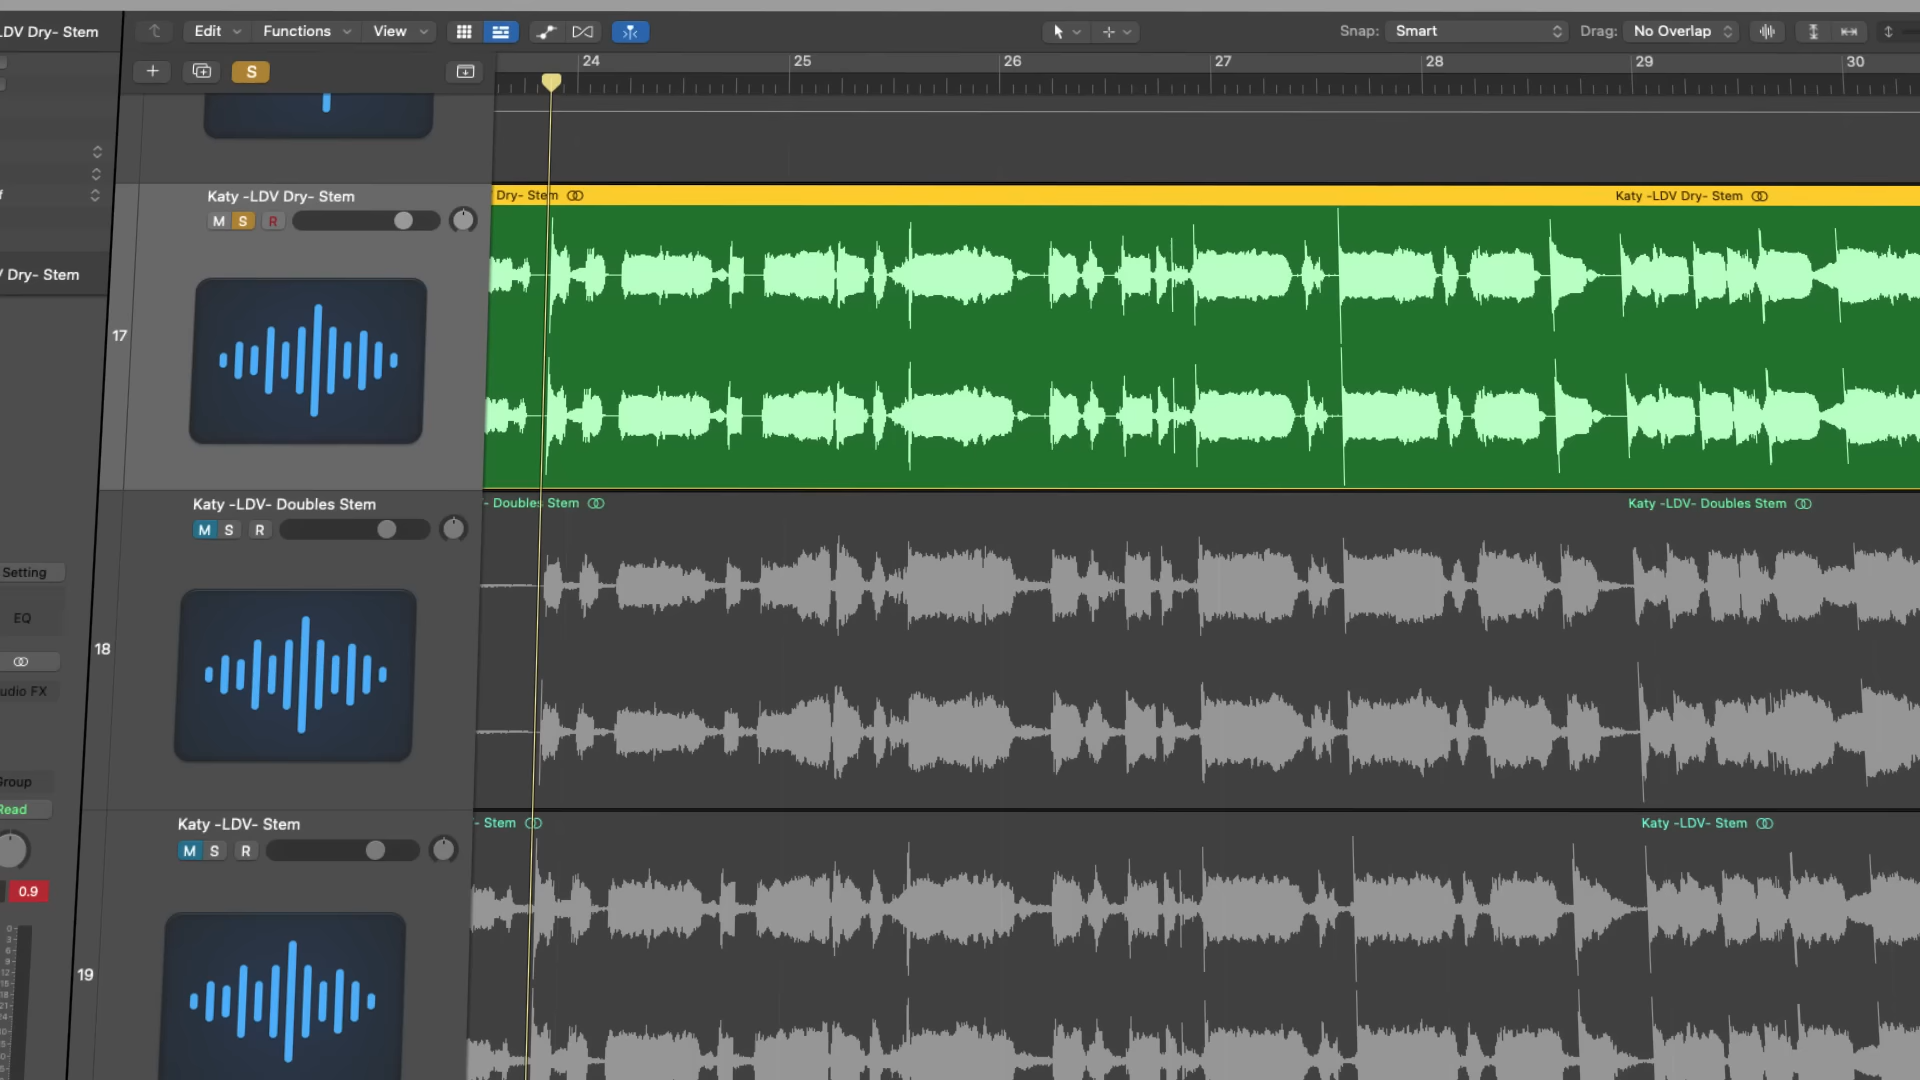 LDV Dry- Stem
Edit
Functions
View
Snap: Smart
Drag: No Overlap
S
24
25
26
27
28
29
30
Katy -LDV Dry- Stem
M S R
Dry- Stem
Katy -LDV Dry- Stem
V Dry- Stem
17
Katy -LDV- Doubles Stem
M S R
- Doubles Stem
Katy -LDV- Doubles Stem
Setting
EQ
18
udio FX
Group
Read
Katy -LDV- Stem
M S R
- Stem
Katy -LDV- Stem
0.9
19